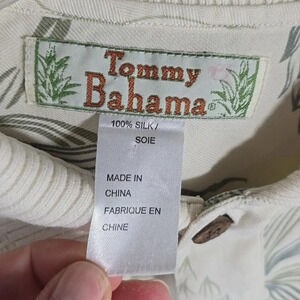 Tommy
Bahama®
100% SILK /
SOIE
MADE IN
CHINA
FABRIQUE EN
CHINE